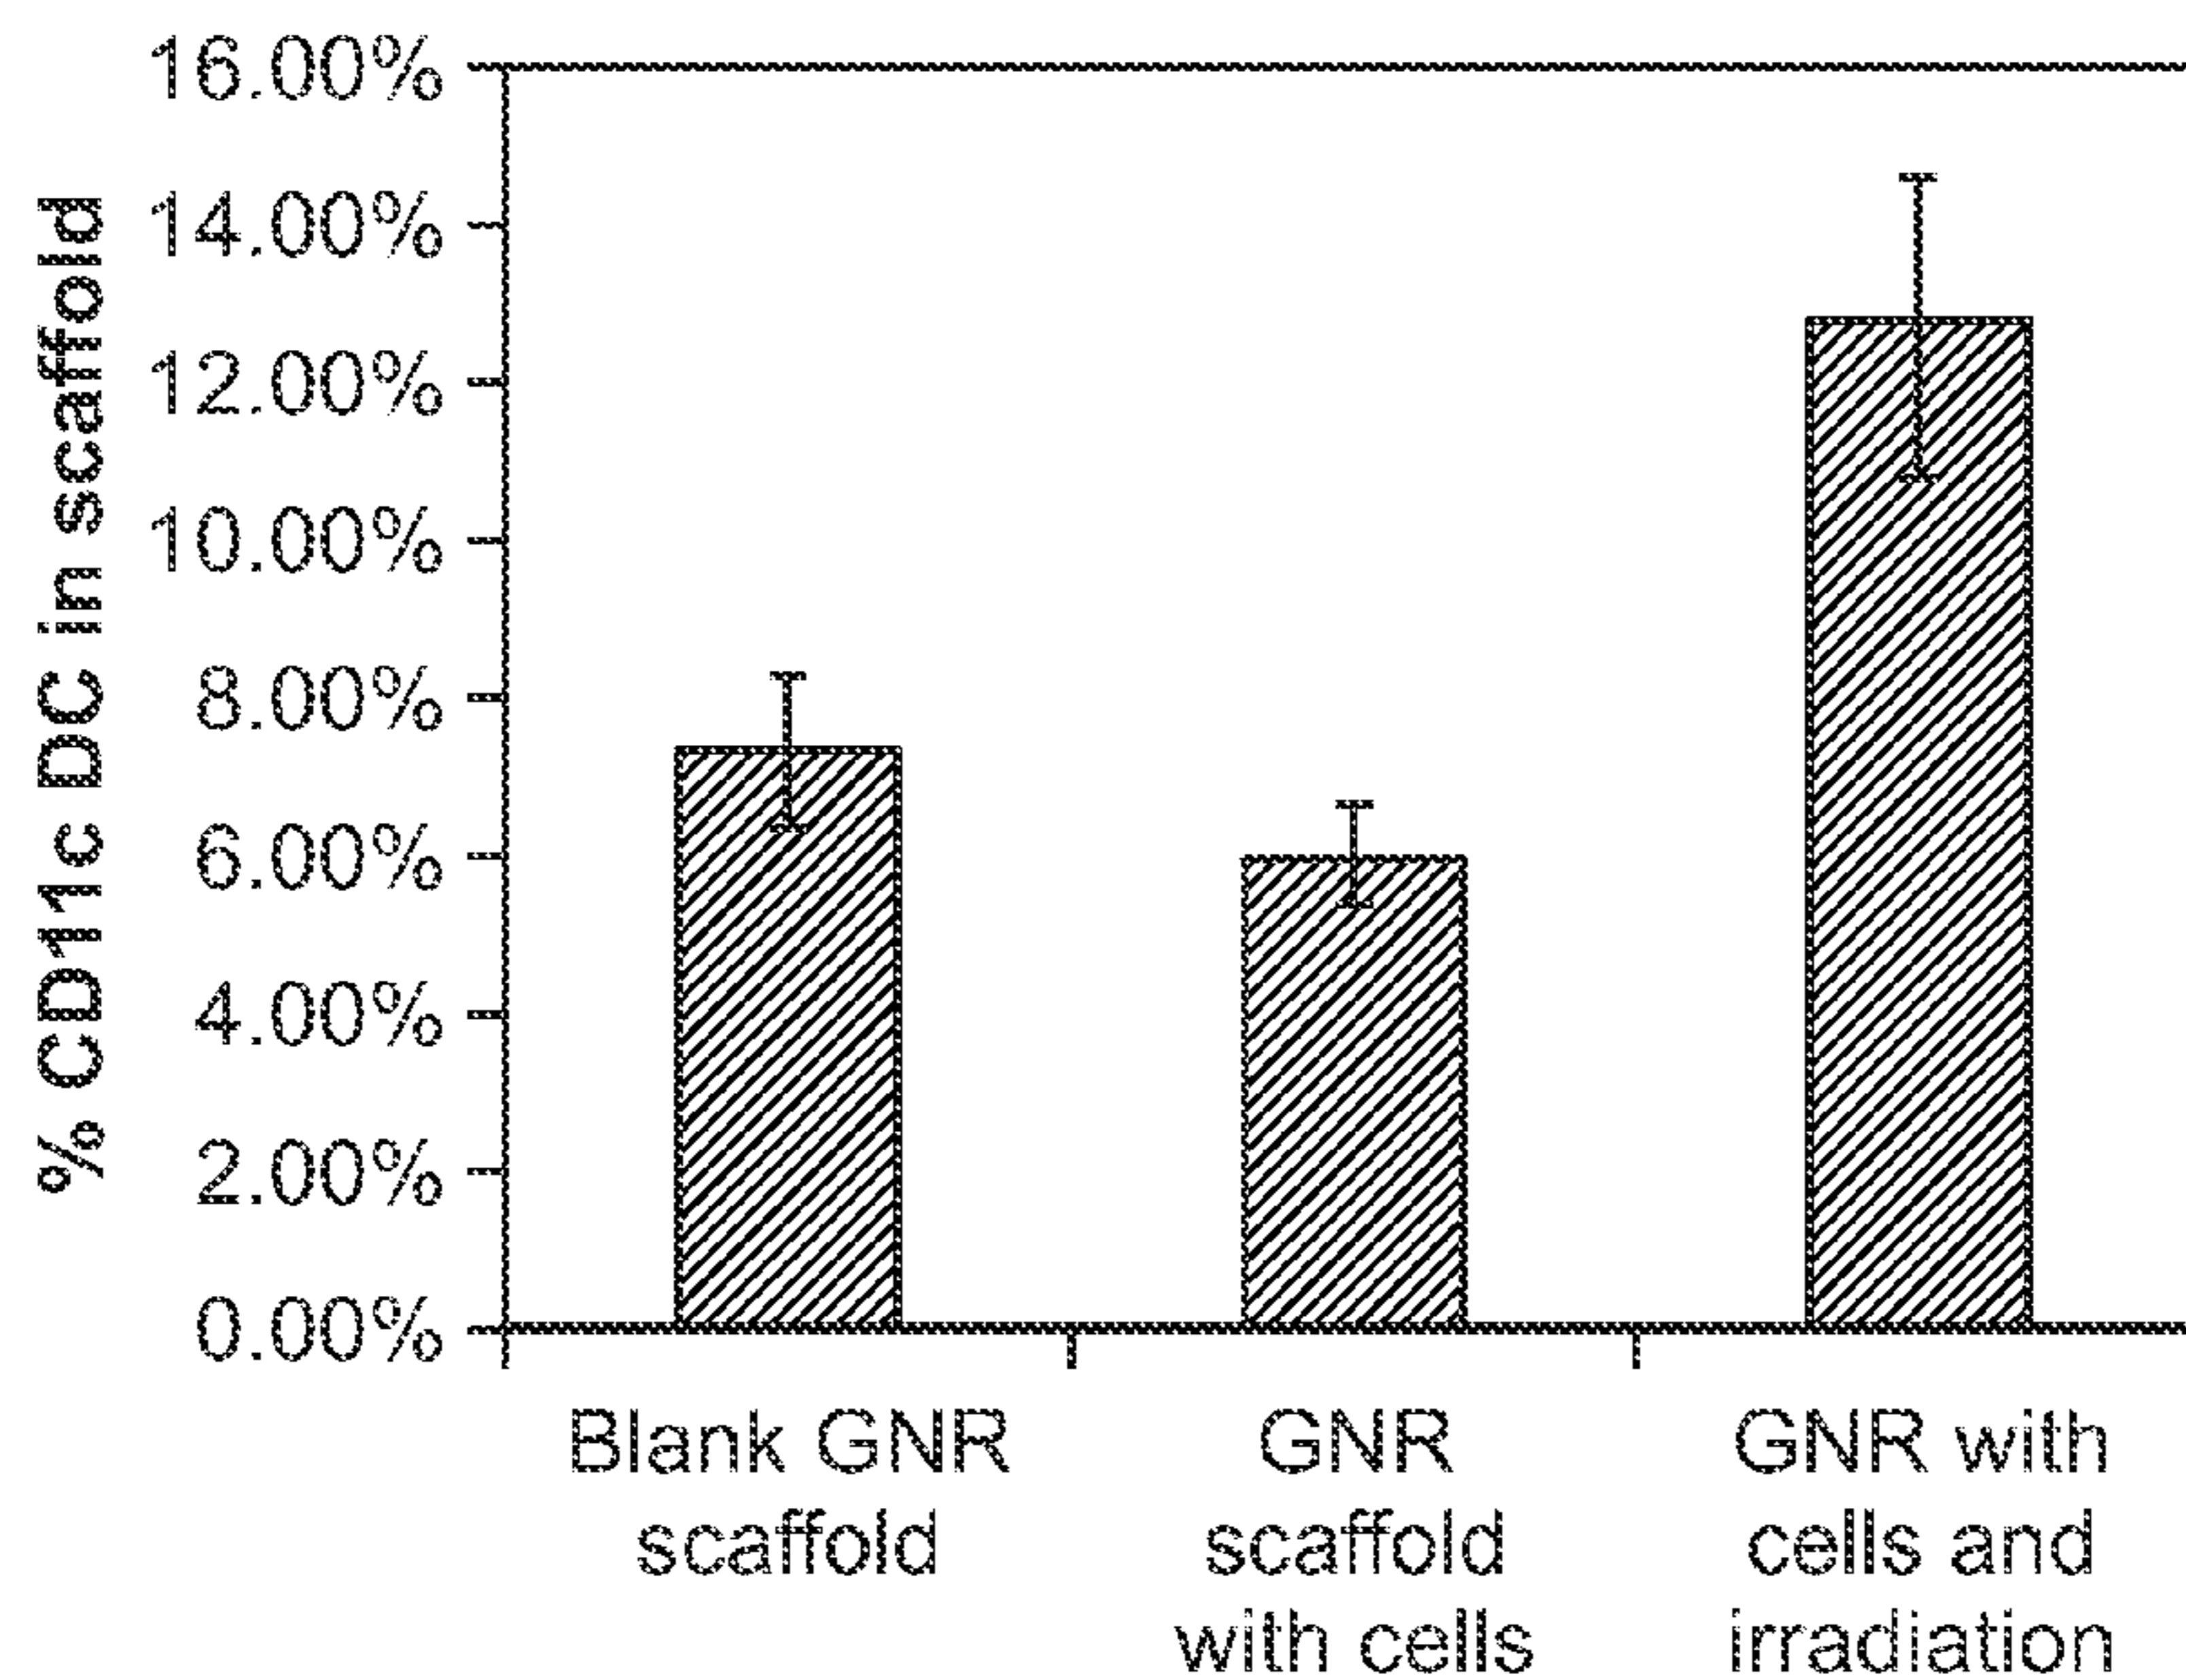 16.00%
14.00%
12.00%
10.00%
8.00%
6.00%
4.00%
2.00%
0.00%
% CD11c DC in scaffold
Blank GNR
scaffold
GNR
scaffold
with cells
GNR with
cells and
irradiation